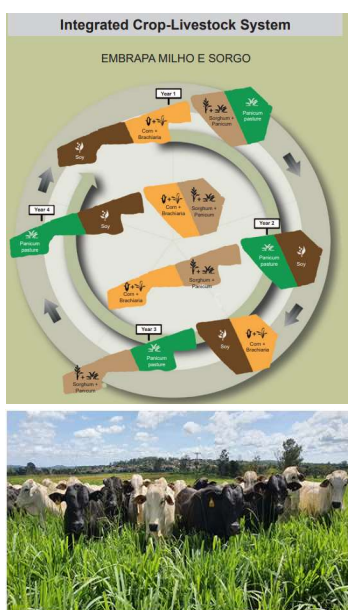 Integrated Crop-Livestock System
EMBRAPA MILHO E SORGO
Year 1
Soy
Corn +
Brachiaria
Sorghum +
Panicum
Panicum
pasture
Year 4
Panicum
pasture
Soy
Corn +
Brachiaria
Sorghum +
Panicum
Year 2
Panicum
pasture
Soy
Corn +
Brachiaria
Sorghum +
Panicum
Year 3
Sorghum +
Panicum
Panicum
pasture
Soy
Corn +
Brachiaria